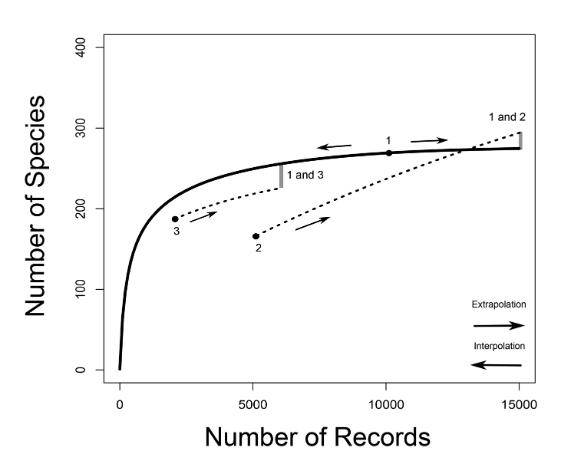 400
300
200
100
0
Number of Species
1 and 2
1
1 and 3
3
2
Extrapolation
Interpolation
0 5000 10000 15000
Number of Records